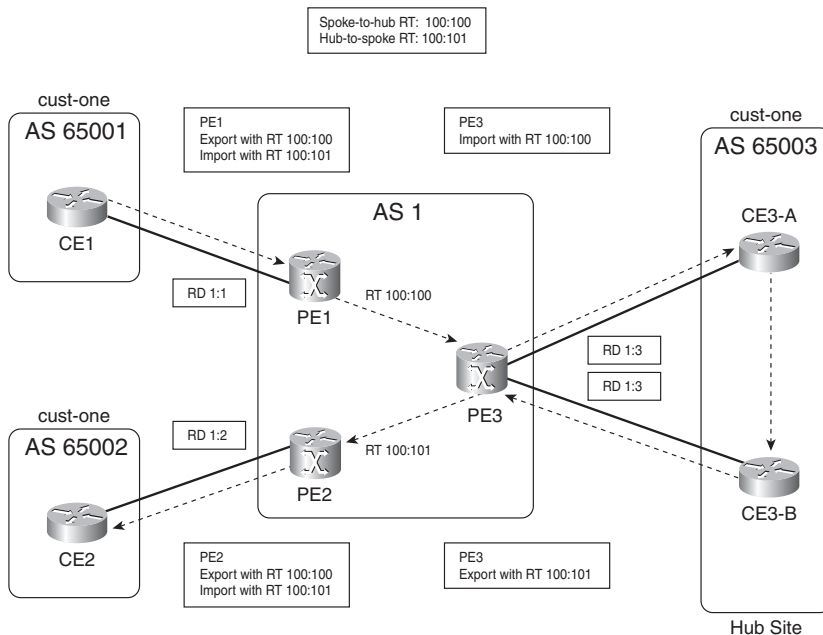 Spoke-to-hub RT: 100:100
Hub-to-spoke RT: 100:101
cust-one
AS 65001
CE1
PE1
Export with RT 100:100
Import with RT 100:101
PE3
Import with RT 100:100
cust-one
AS 65003
CE3-A
AS 1
RD 1:1
PE1
RT 100:100
RD 1:3
RD 1:3
PE3
cust-one
AS 65002
CE2
RD 1:2
PE2
RT 100:101
CE3-B
PE2
Export with RT 100:100
Import with RT 100:101
PE3
Export with RT 100:101
Hub Site